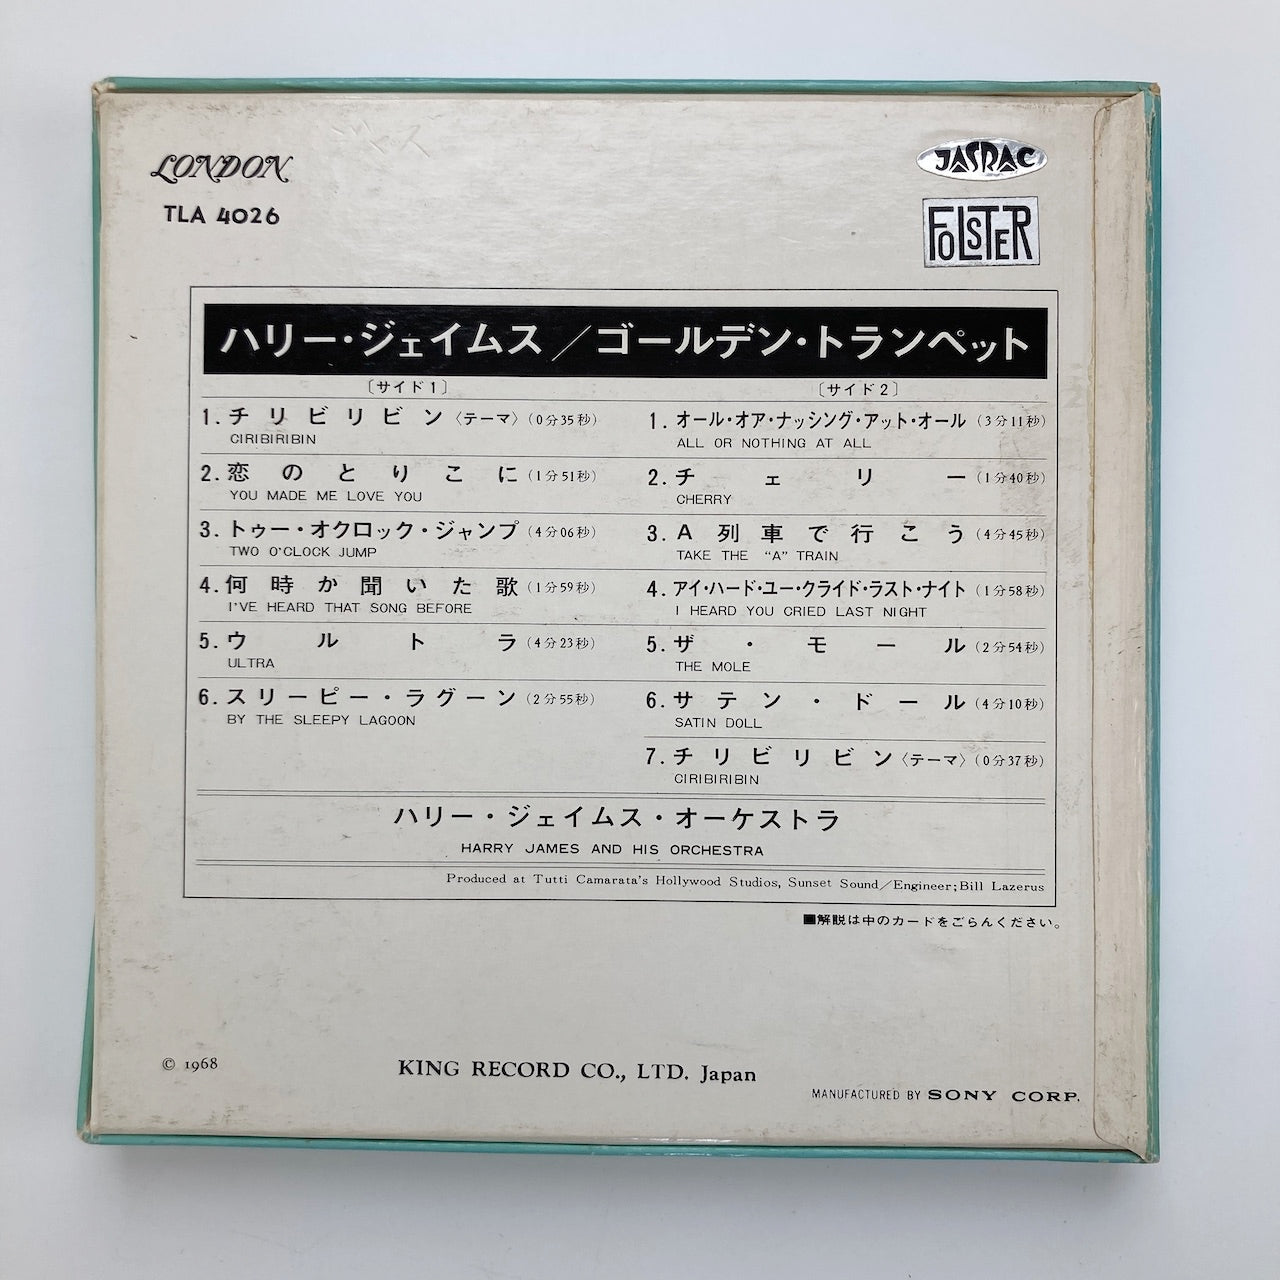 LONDON
TLA 4026
JASRAC
FOLSTER
ハリー・ジェイムス／ゴールデン・トランペット
〔サイド1〕
1. チリビリビン〈テーマ〉(0分35秒)
CIRIBIRIBIN
2. 恋のとりこに (1分51秒)
YOU MADE ME LOVE YOU
3. トゥー・オクロック・ジャンプ (4分06秒)
TWO O'CLOCK JUMP
4. 何時か聞いた歌 (1分59秒)
I'VE HEARD THAT SONG BEFORE
5. ウルトラ (4分23秒)
ULTRA
6. スリーピー・ラグーン (2分55秒)
BY THE SLEEPY LAGOON
〔サイド2〕
1. オール・オア・ナッシング・アット・オール (3分11秒)
ALL OR NOTHING AT ALL
2. チェリー (1分40秒)
CHERRY
3. A列車で行こう (4分45秒)
TAKE THE "A" TRAIN
4. アイ・ハード・ユー・クライド・ラスト・ナイト (1分58秒)
I HEARD YOU CRIED LAST NIGHT
5. ザ・モール (2分54秒)
THE MOLE
6. サテン・ドール (4分10秒)
SATIN DOLL
7. チリビリビン〈テーマ〉(0分37秒)
CIRIBIRIBIN
ハリー・ジェイムス・オーケストラ
HARRY JAMES AND HIS ORCHESTRA
Produced at Tutti Camarata's Hollywood Studios, Sunset Sound／Engineer; Bill Lazerus
■解説は中のカードをごらんください。
© 1968
KING RECORD CO., LTD. Japan
MANUFACTURED BY SONY CORP.